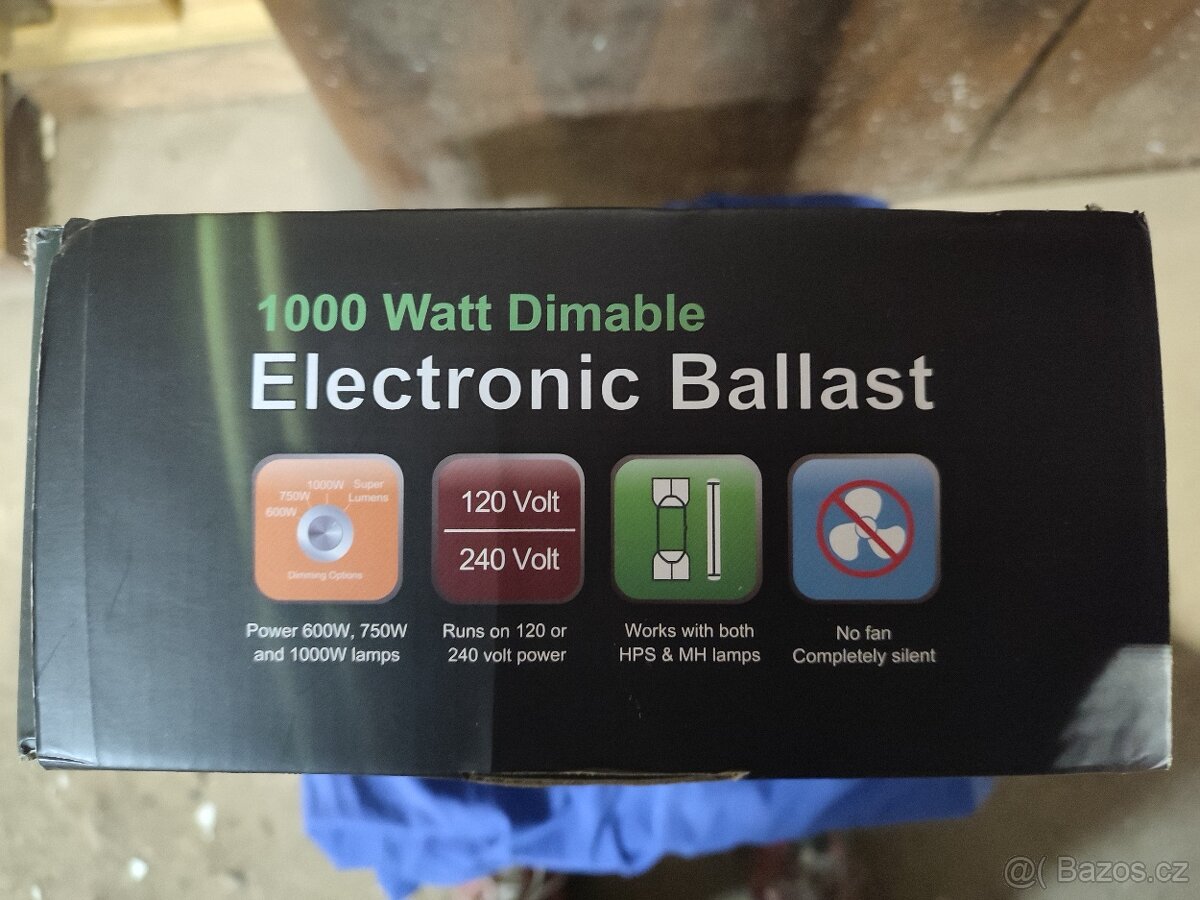 1000 Watt Dimable
Electronic Ballast
1000W Super
750W Lumens
600W
Dimming Options
120 Volt
240 Volt
Power 600W, 750W
and 1000W lamps
Runs on 120 or
240 volt power
Works with both
HPS & MH lamps
No fan
Completely silent
@( Bazos.cz